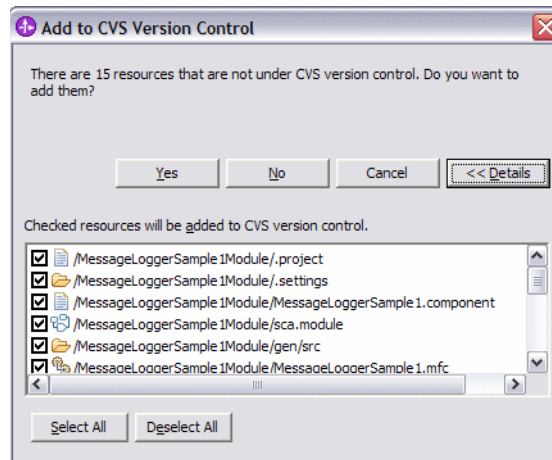 Add to CVS Version Control
There are 15 resources that are not under CVS version control. Do you want to
add them?
Yes
No
Cancel
<< Details
Checked resources will be added to CVS version control.
/MessageLoggerSample1Module/.project
/MessageLoggerSample1Module/.settings
/MessageLoggerSample1Module/MessageLoggerSample1.component
/MessageLoggerSample1Module/sca.module
/MessageLoggerSample1Module/gen/src
/MessageLoggerSample1Module/MessageLoggerSample1.mfc
Select All
Deselect All